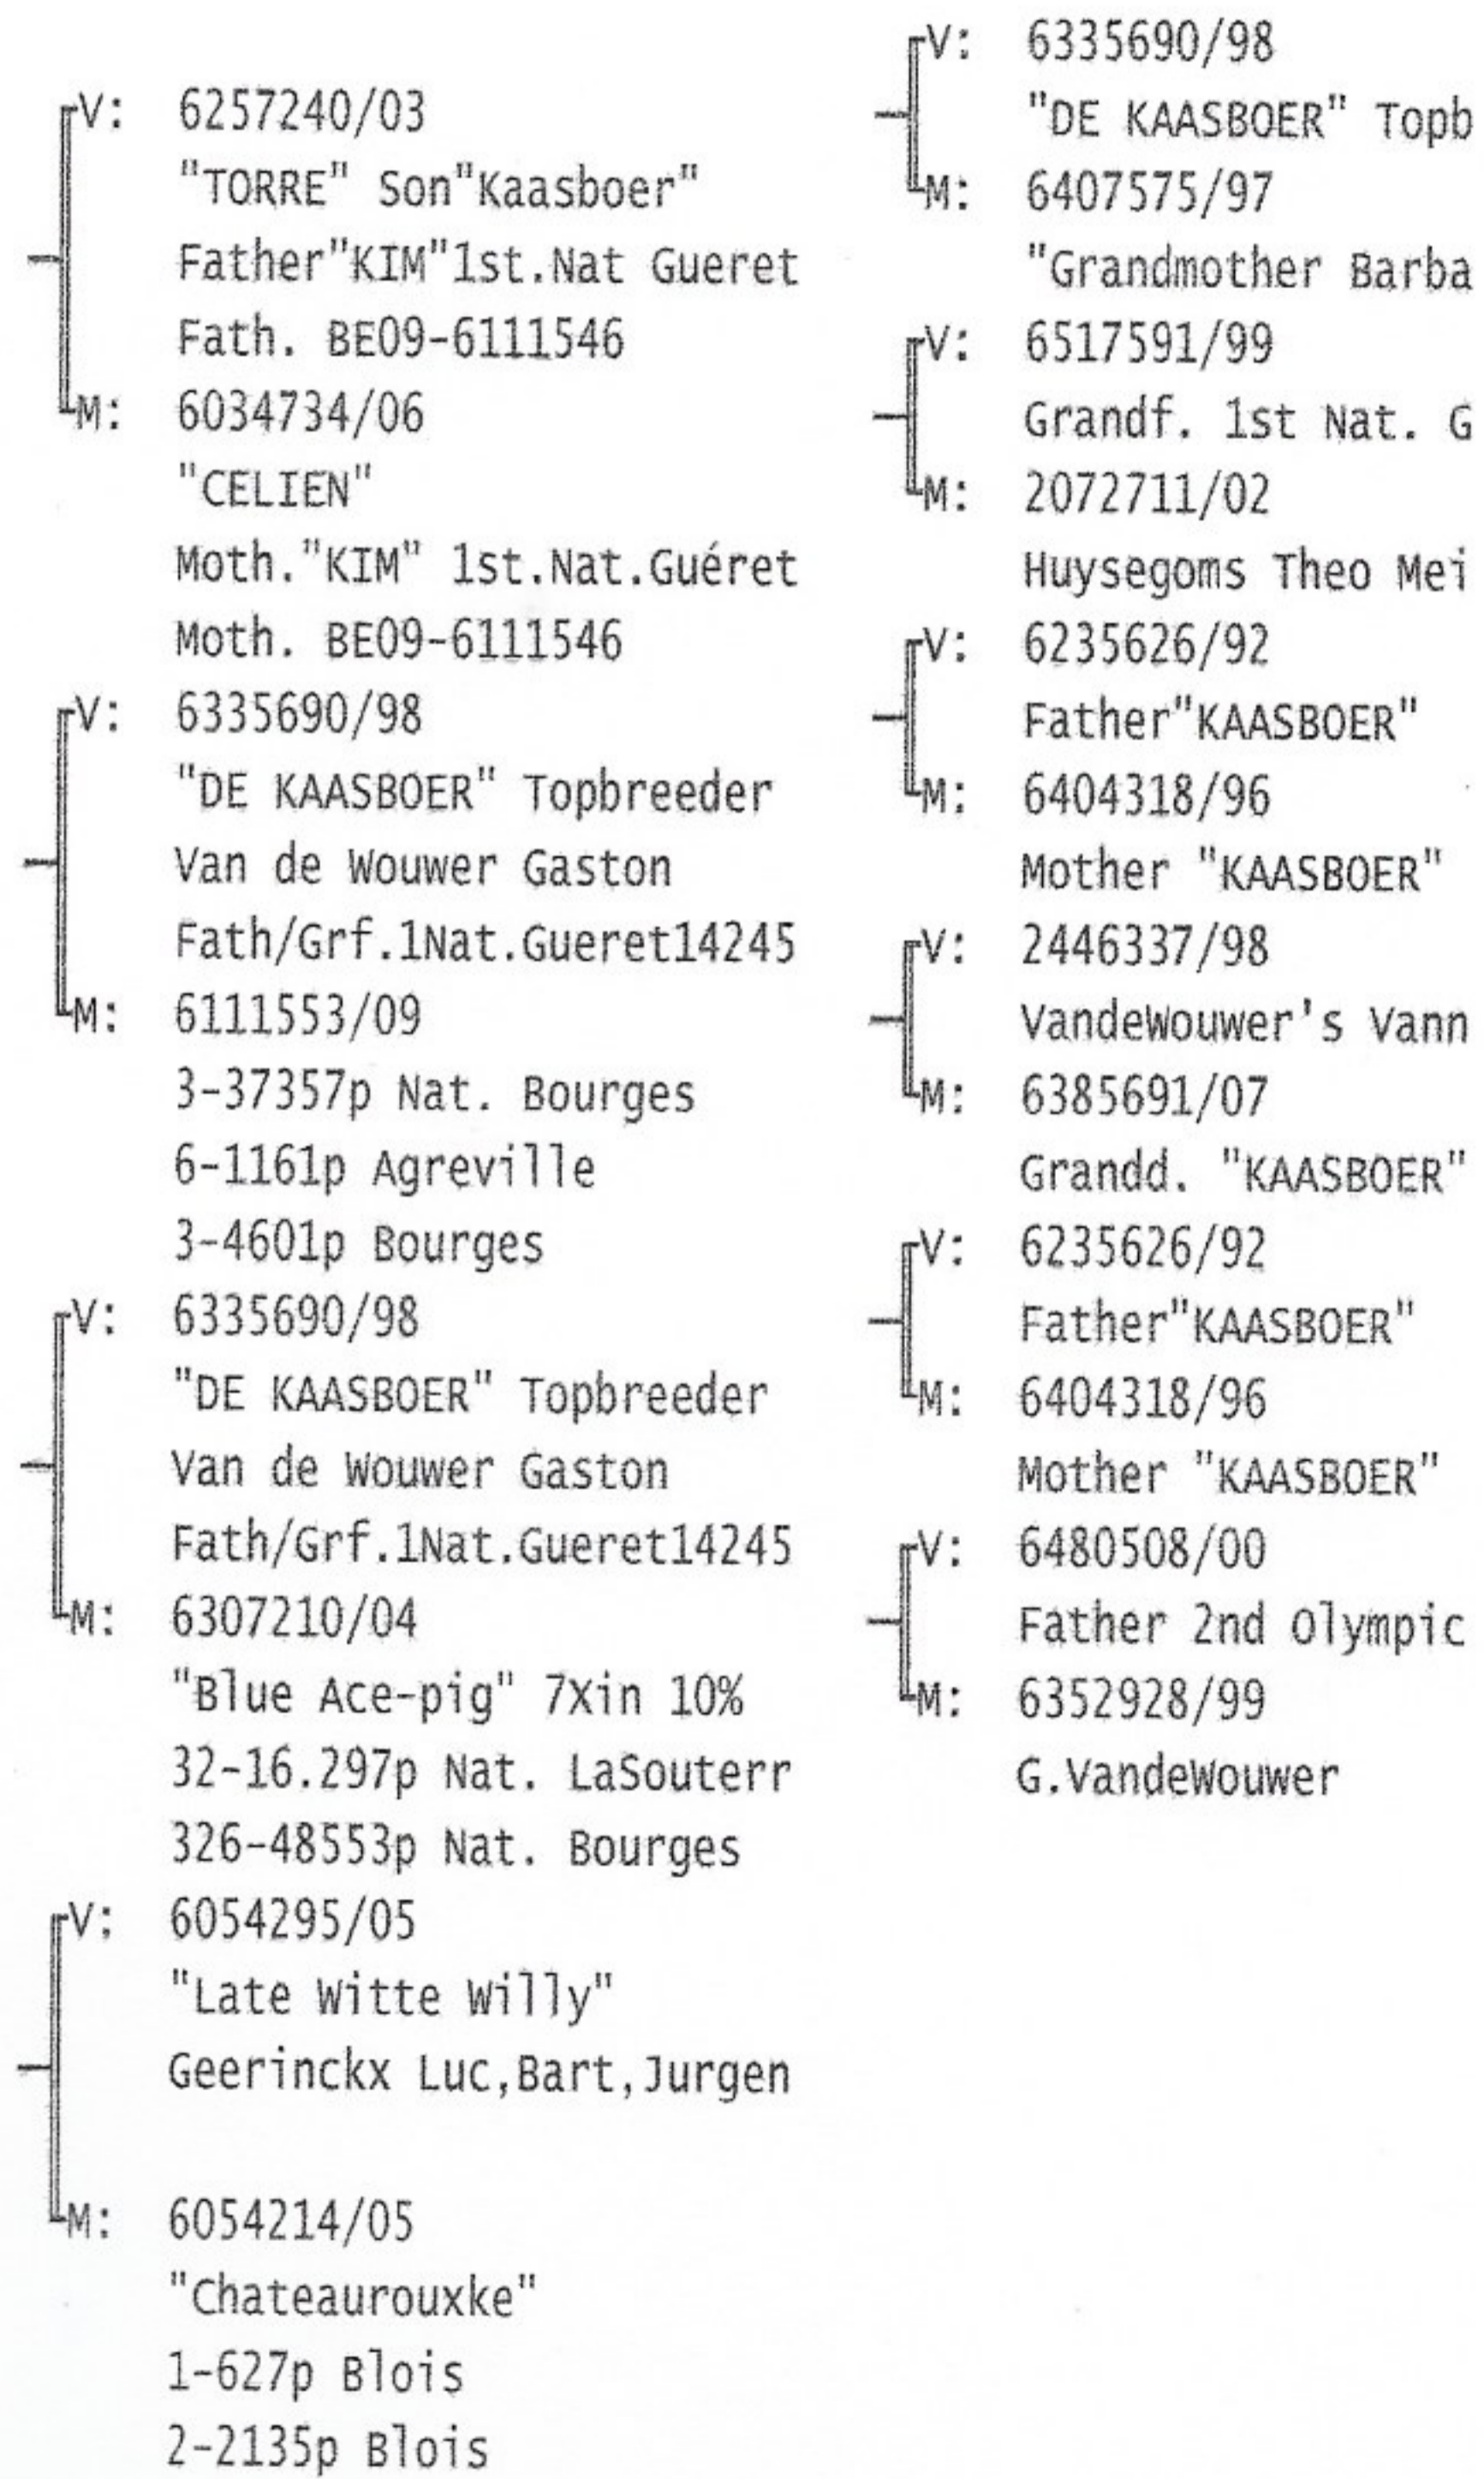 V: 6257240/03
"TORRE" Son"Kaasboer"
Father"KIM"1st.Nat Gueret
Fath. BE09-6111546
M: 6034734/06
"CELIEN"
Moth."KIM" 1st.Nat.Guéret
Moth. BE09-6111546
V: 6335690/98
"DE KAASBOER" Topbreeder
Van de Wouwer Gaston
Fath/Grf.1Nat.Gueret14245
M: 6111553/09
3-37357p Nat. Bourges
6-1161p Agreville
3-4601p Bourges
V: 6335690/98
"DE KAASBOER" Topbreeder
Van de Wouwer Gaston
Fath/Grf.1Nat.Gueret14245
M: 6307210/04
"Blue Ace-pig" 7Xin 10%
32-16.297p Nat. LaSouterr
326-48553p Nat. Bourges
V: 6054295/05
"Late Witte Willy"
Geerinckx Luc,Bart,Jurgen
M: 6054214/05
"Chateaurouxke"
1-627p Blois
2-2135p Blois
V: 6335690/98
"DE KAASBOER" Topb
M: 6407575/97
"Grandmother Barba
V: 6517591/99
Grandf. 1st Nat. G
M: 2072711/02
Huysegoms Theo Mei
V: 6235626/92
Father"KAASBOER"
M: 6404318/96
Mother "KAASBOER"
V: 2446337/98
VandeWouwer's Vann
M: 6385691/07
Grandd. "KAASBOER"
V: 6235626/92
Father"KAASBOER"
M: 6404318/96
Mother "KAASBOER"
V: 6480508/00
Father 2nd Olympic
M: 6352928/99
G.VandeWouwer